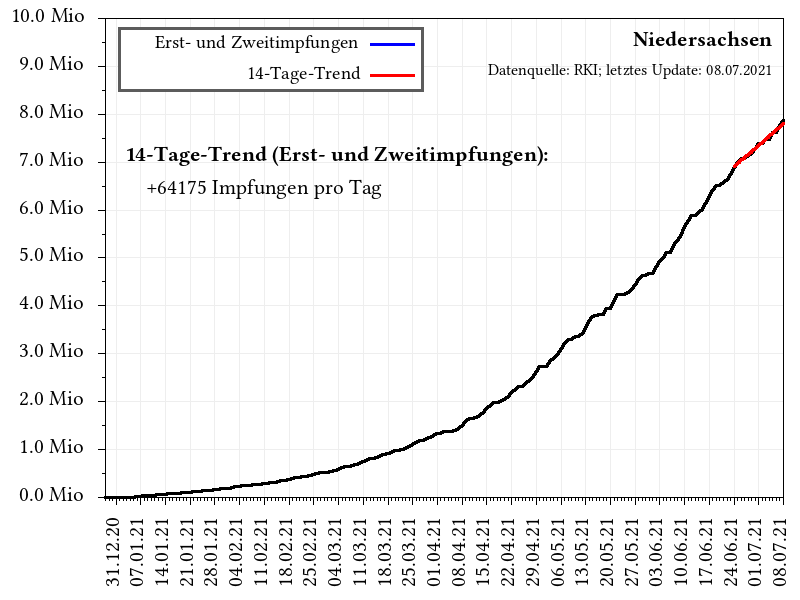 10.0 Mio
9.0 Mio
8.0 Mio
7.0 Mio
6.0 Mio
5.0 Mio
4.0 Mio
3.0 Mio
2.0 Mio
1.0 Mio
0.0 Mio
Erst- und Zweitimpfungen
14-Tage-Trend
Niedersachsen
Datenquelle: RKI; letztes Update: 08.07.2021
14-Tage-Trend (Erst- und Zweitimpfungen):
+64175 Impfungen pro Tag
31.12.20
07.01.21
14.01.21
21.01.21
28.01.21
04.02.21
11.02.21
18.02.21
25.02.21
04.03.21
11.03.21
18.03.21
25.03.21
01.04.21
08.04.21
15.04.21
22.04.21
29.04.21
06.05.21
13.05.21
20.05.21
27.05.21
03.06.21
10.06.21
17.06.21
24.06.21
01.07.21
08.07.21